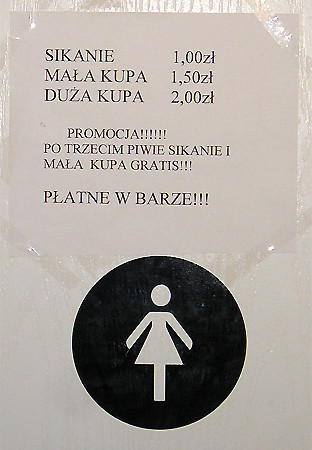 SIKANIE 1,00zł
MAŁA KUPA 1,50zł
DUŻA KUPA 2,00zł
PROMOCJA!!!!!!
PO TRZECIM PIWIE SIKANIE I
MAŁA KUPA GRATIS!!!
PŁATNE W BARZE!!!